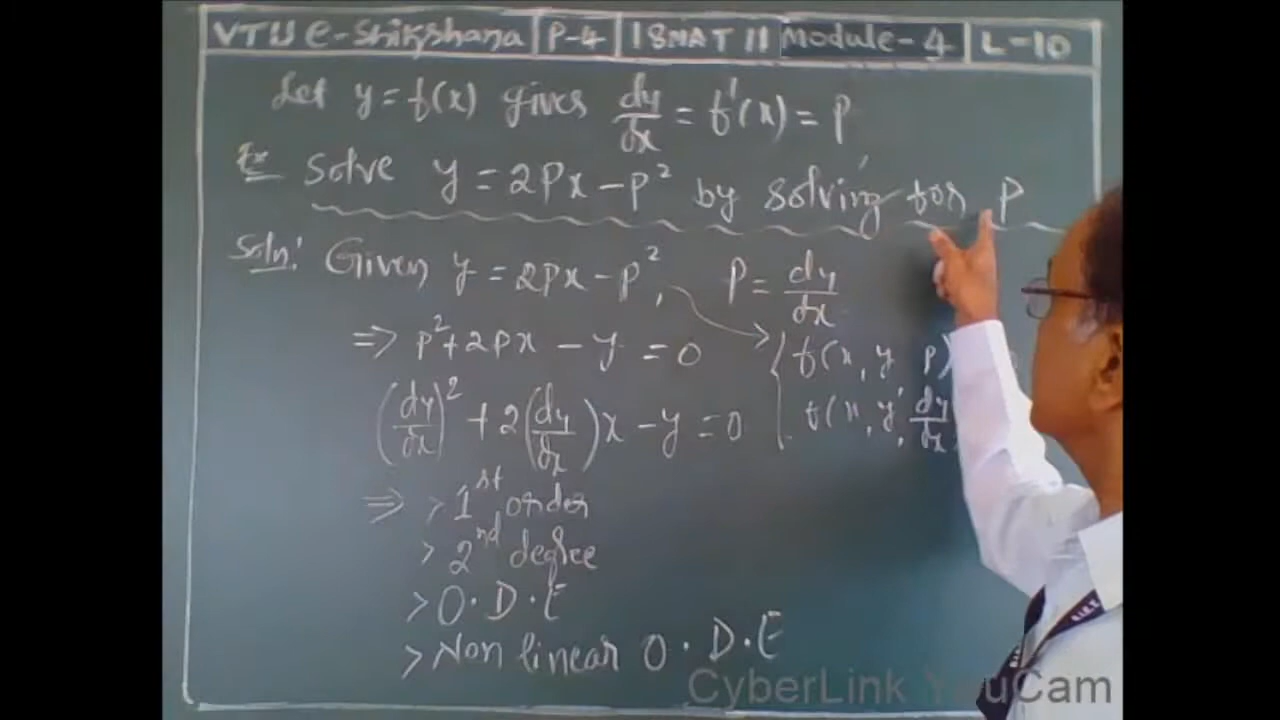 VTU e-Shikshana P-4 18MAT11 Module-4 L-10
Let y = f(x) gives dy/dx = f'(x) = P
Ex Solve y = 2Px - P² by solving for P
Soln: Given y = 2Px - P², P = dy/dx
⇒ P² + 2Px - y = 0 { f(x, y, P)
(dy/dx)² + 2(dy/dx)x - y = 0 f(x, y, dy/dx
⇒ > 1st order
> 2nd degree
> O.D.E
> Non linear O.D.E
CyberLink YouCam